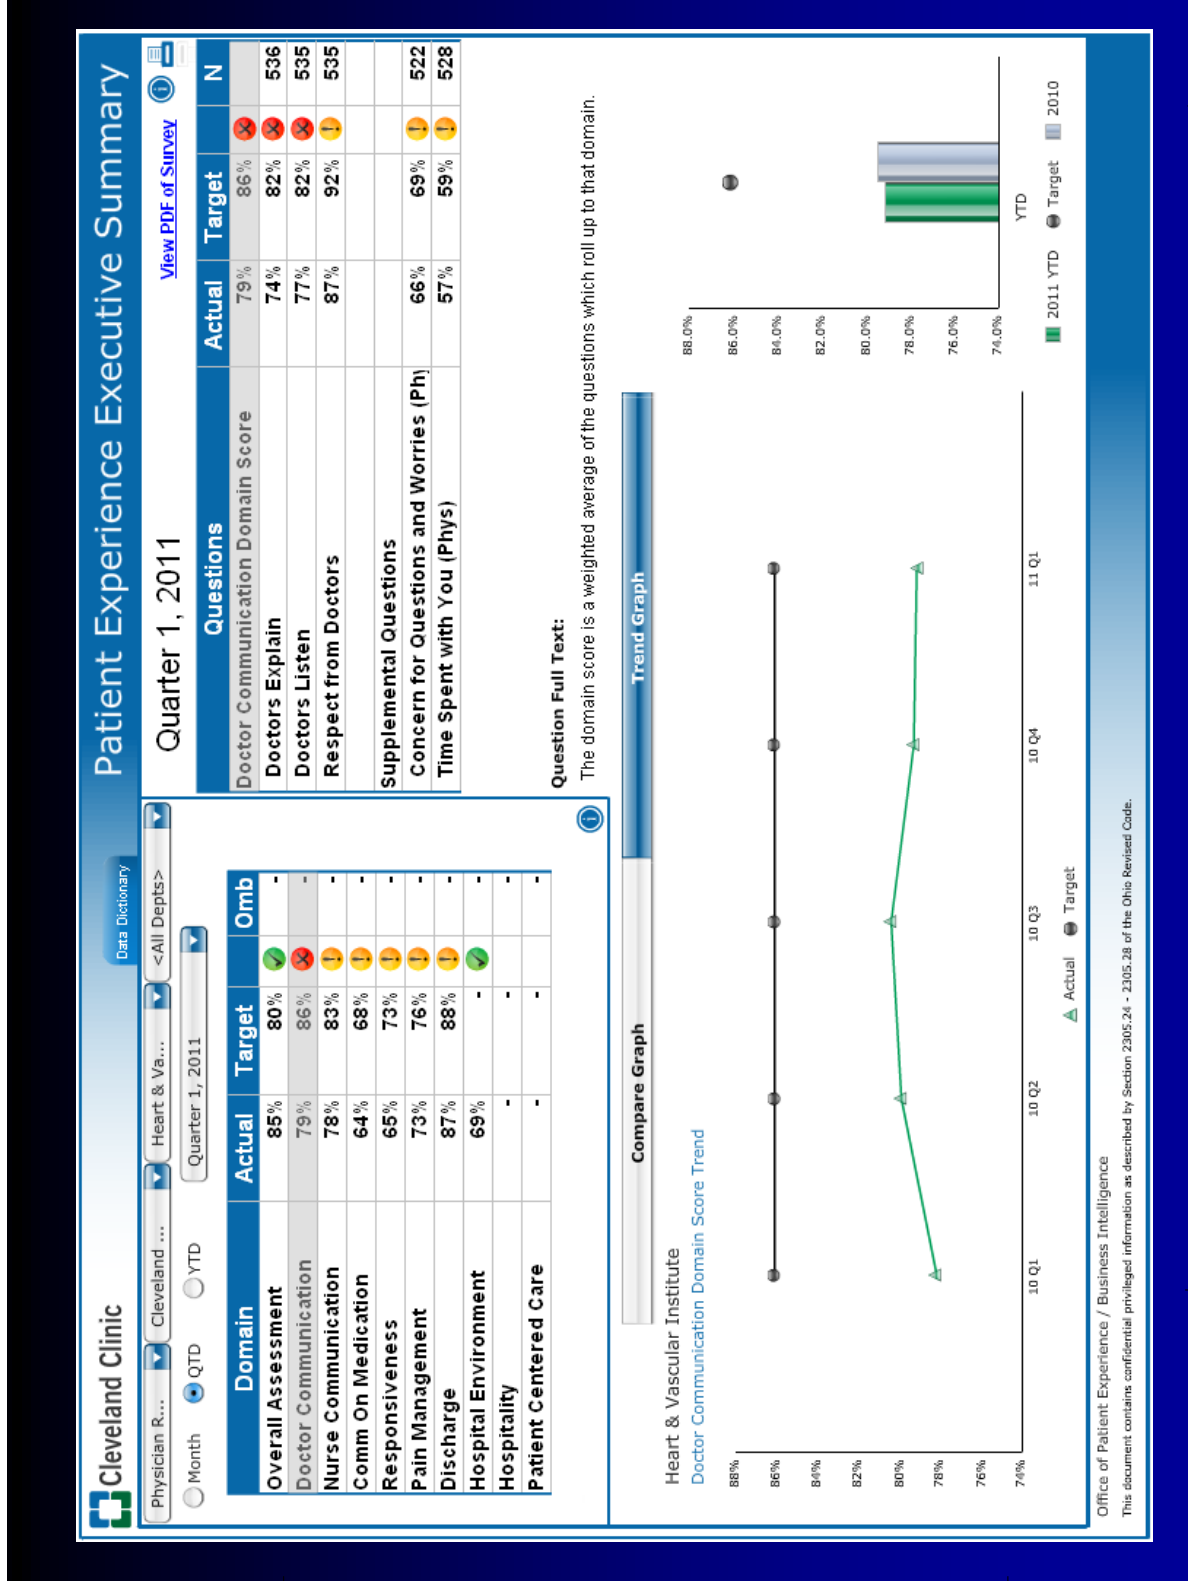 Cleveland Clinic
Data Dictionary
Patient Experience Executive Summary
Physician R...
Cleveland ...
Heart & Va...
<All Depts>
Month
QTD
YTD
Quarter 1, 2011
Domain Actual Target Omb
Overall Assessment 85% 80% -
Doctor Communication 79% 86% -
Nurse Communication 78% 83% -
Comm On Medication 64% 68% -
Responsiveness 65% 73% -
Pain Management 73% 76% -
Discharge 87% 88% -
Hospital Environment 69% - -
Hospitality - - -
Patient Centered Care - - -
Quarter 1, 2011
View PDF of Survey
Questions Actual Target N
Doctor Communication Domain Score 79% 86%
Doctors Explain 74% 82% 536
Doctors Listen 77% 82% 535
Respect from Doctors 87% 92% 535
Supplemental Questions
Concern for Questions and Worries (Phy 66% 69% 522
Time Spent with You (Phys) 57% 59% 528
Question Full Text:
The domain score is a weighted average of the questions which roll up to that domain.
Compare Graph
Trend Graph
Heart & Vascular Institute
Doctor Communication Domain Score Trend
88%
86%
84%
82%
80%
78%
76%
74%
10 Q1 10 Q2 10 Q3 10 Q4 11 Q1
Actual Target
88.0%
86.0%
84.0%
82.0%
80.0%
78.0%
76.0%
74.0%
YTD
2011 YTD Target 2010
Office of Patient Experience / Business Intelligence
This document contains confidential privileged information as described by Section 2305.24 - 2305.28 of the Ohio Revised Code.